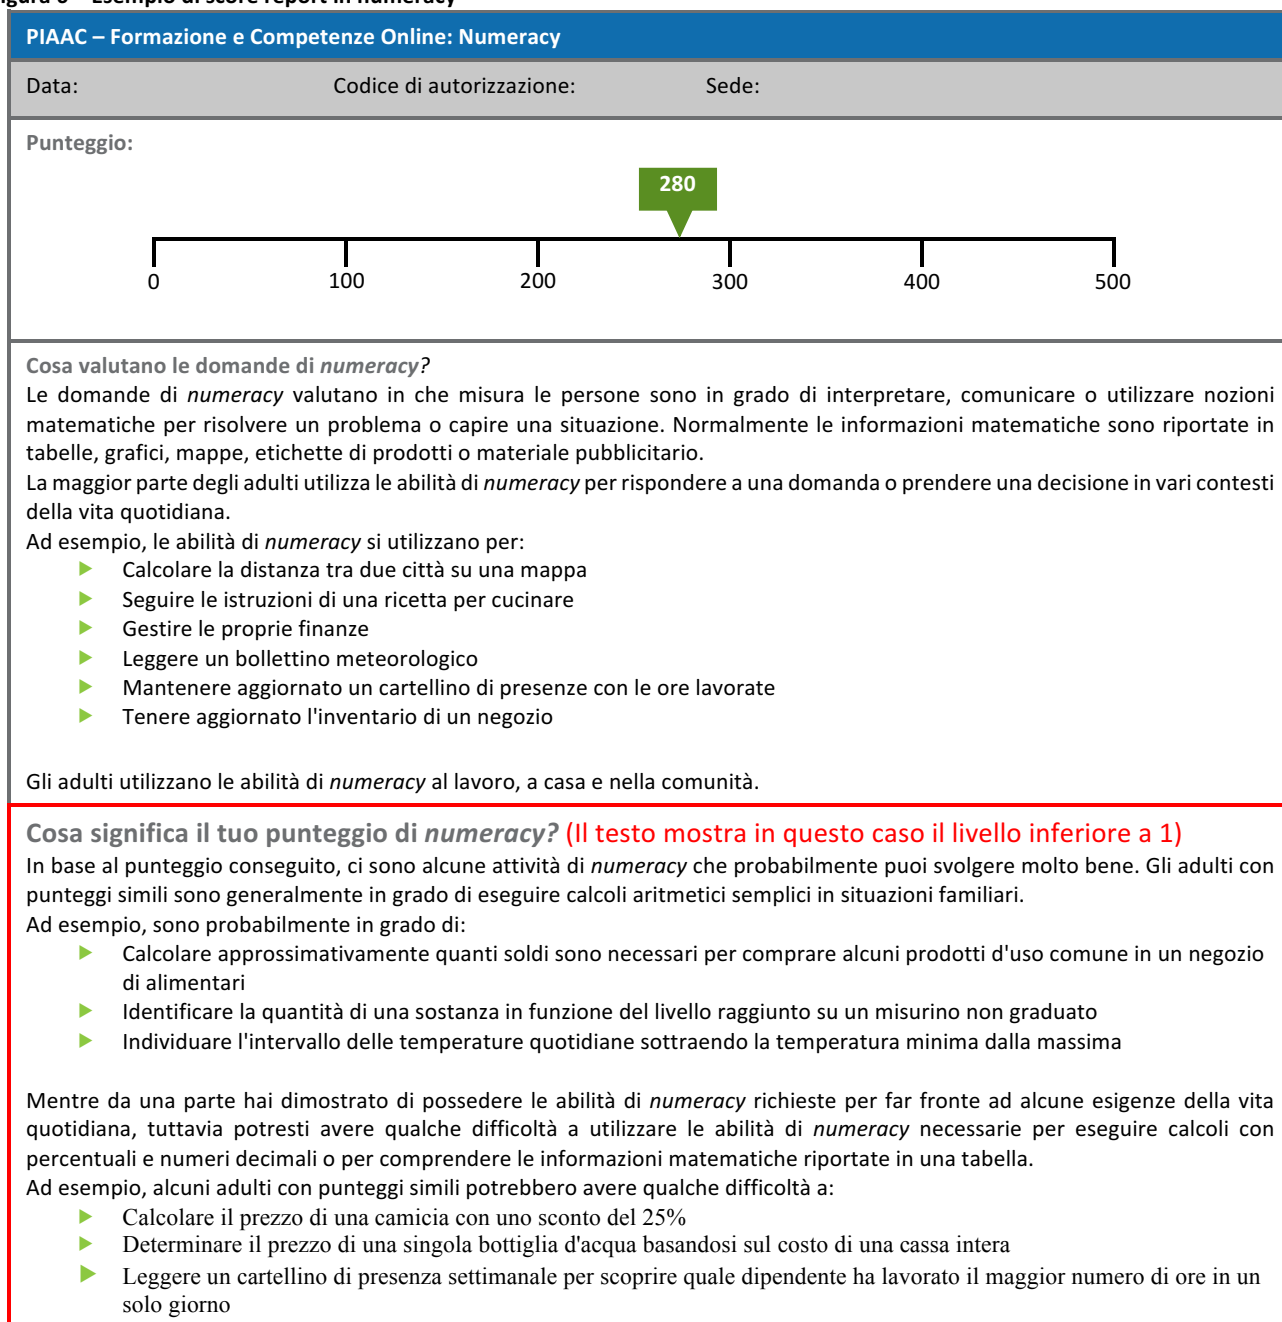 gura 6 – Esempio di score report in numeracy
PIAAC – Formazione e Competenze Online: Numeracy
Data: Codice di autorizzazione: Sede:
Punteggio:
280
0 100 200 300 400 500
Cosa valutano le domande di numeracy?
Le domande di numeracy valutano in che misura le persone sono in grado di interpretare, comunicare o utilizzare nozioni
matematiche per risolvere un problema o capire una situazione. Normalmente le informazioni matematiche sono riportate in
tabelle, grafici, mappe, etichette di prodotti o materiale pubblicitario.
La maggior parte degli adulti utilizza le abilità di numeracy per rispondere a una domanda o prendere una decisione in vari contesti
della vita quotidiana.
Ad esempio, le abilità di numeracy si utilizzano per:
Calcolare la distanza tra due città su una mappa
Seguire le istruzioni di una ricetta per cucinare
Gestire le proprie finanze
Leggere un bollettino meteorologico
Mantenere aggiornato un cartellino di presenze con le ore lavorate
Tenere aggiornato l'inventario di un negozio
Gli adulti utilizzano le abilità di numeracy al lavoro, a casa e nella comunità.
Cosa significa il tuo punteggio di numeracy? (Il testo mostra in questo caso il livello inferiore a 1)
In base al punteggio conseguito, ci sono alcune attività di numeracy che probabilmente puoi svolgere molto bene. Gli adulti con
punteggi simili sono generalmente in grado di eseguire calcoli aritmetici semplici in situazioni familiari.
Ad esempio, sono probabilmente in grado di:
Calcolare approssimativamente quanti soldi sono necessari per comprare alcuni prodotti d'uso comune in un negozio
di alimentari
Identificare la quantità di una sostanza in funzione del livello raggiunto su un misurino non graduato
Individuare l'intervallo delle temperature quotidiane sottraendo la temperatura minima dalla massima
Mentre da una parte hai dimostrato di possedere le abilità di numeracy richieste per far fronte ad alcune esigenze della vita
quotidiana, tuttavia potresti avere qualche difficoltà a utilizzare le abilità di numeracy necessarie per eseguire calcoli con
percentuali e numeri decimali o per comprendere le informazioni matematiche riportate in una tabella.
Ad esempio, alcuni adulti con punteggi simili potrebbero avere qualche difficoltà a:
Calcolare il prezzo di una camicia con uno sconto del 25%
Determinare il prezzo di una singola bottiglia d'acqua basandosi sul costo di una cassa intera
Leggere un cartellino di presenza settimanale per scoprire quale dipendente ha lavorato il maggior numero di ore in un
solo giorno